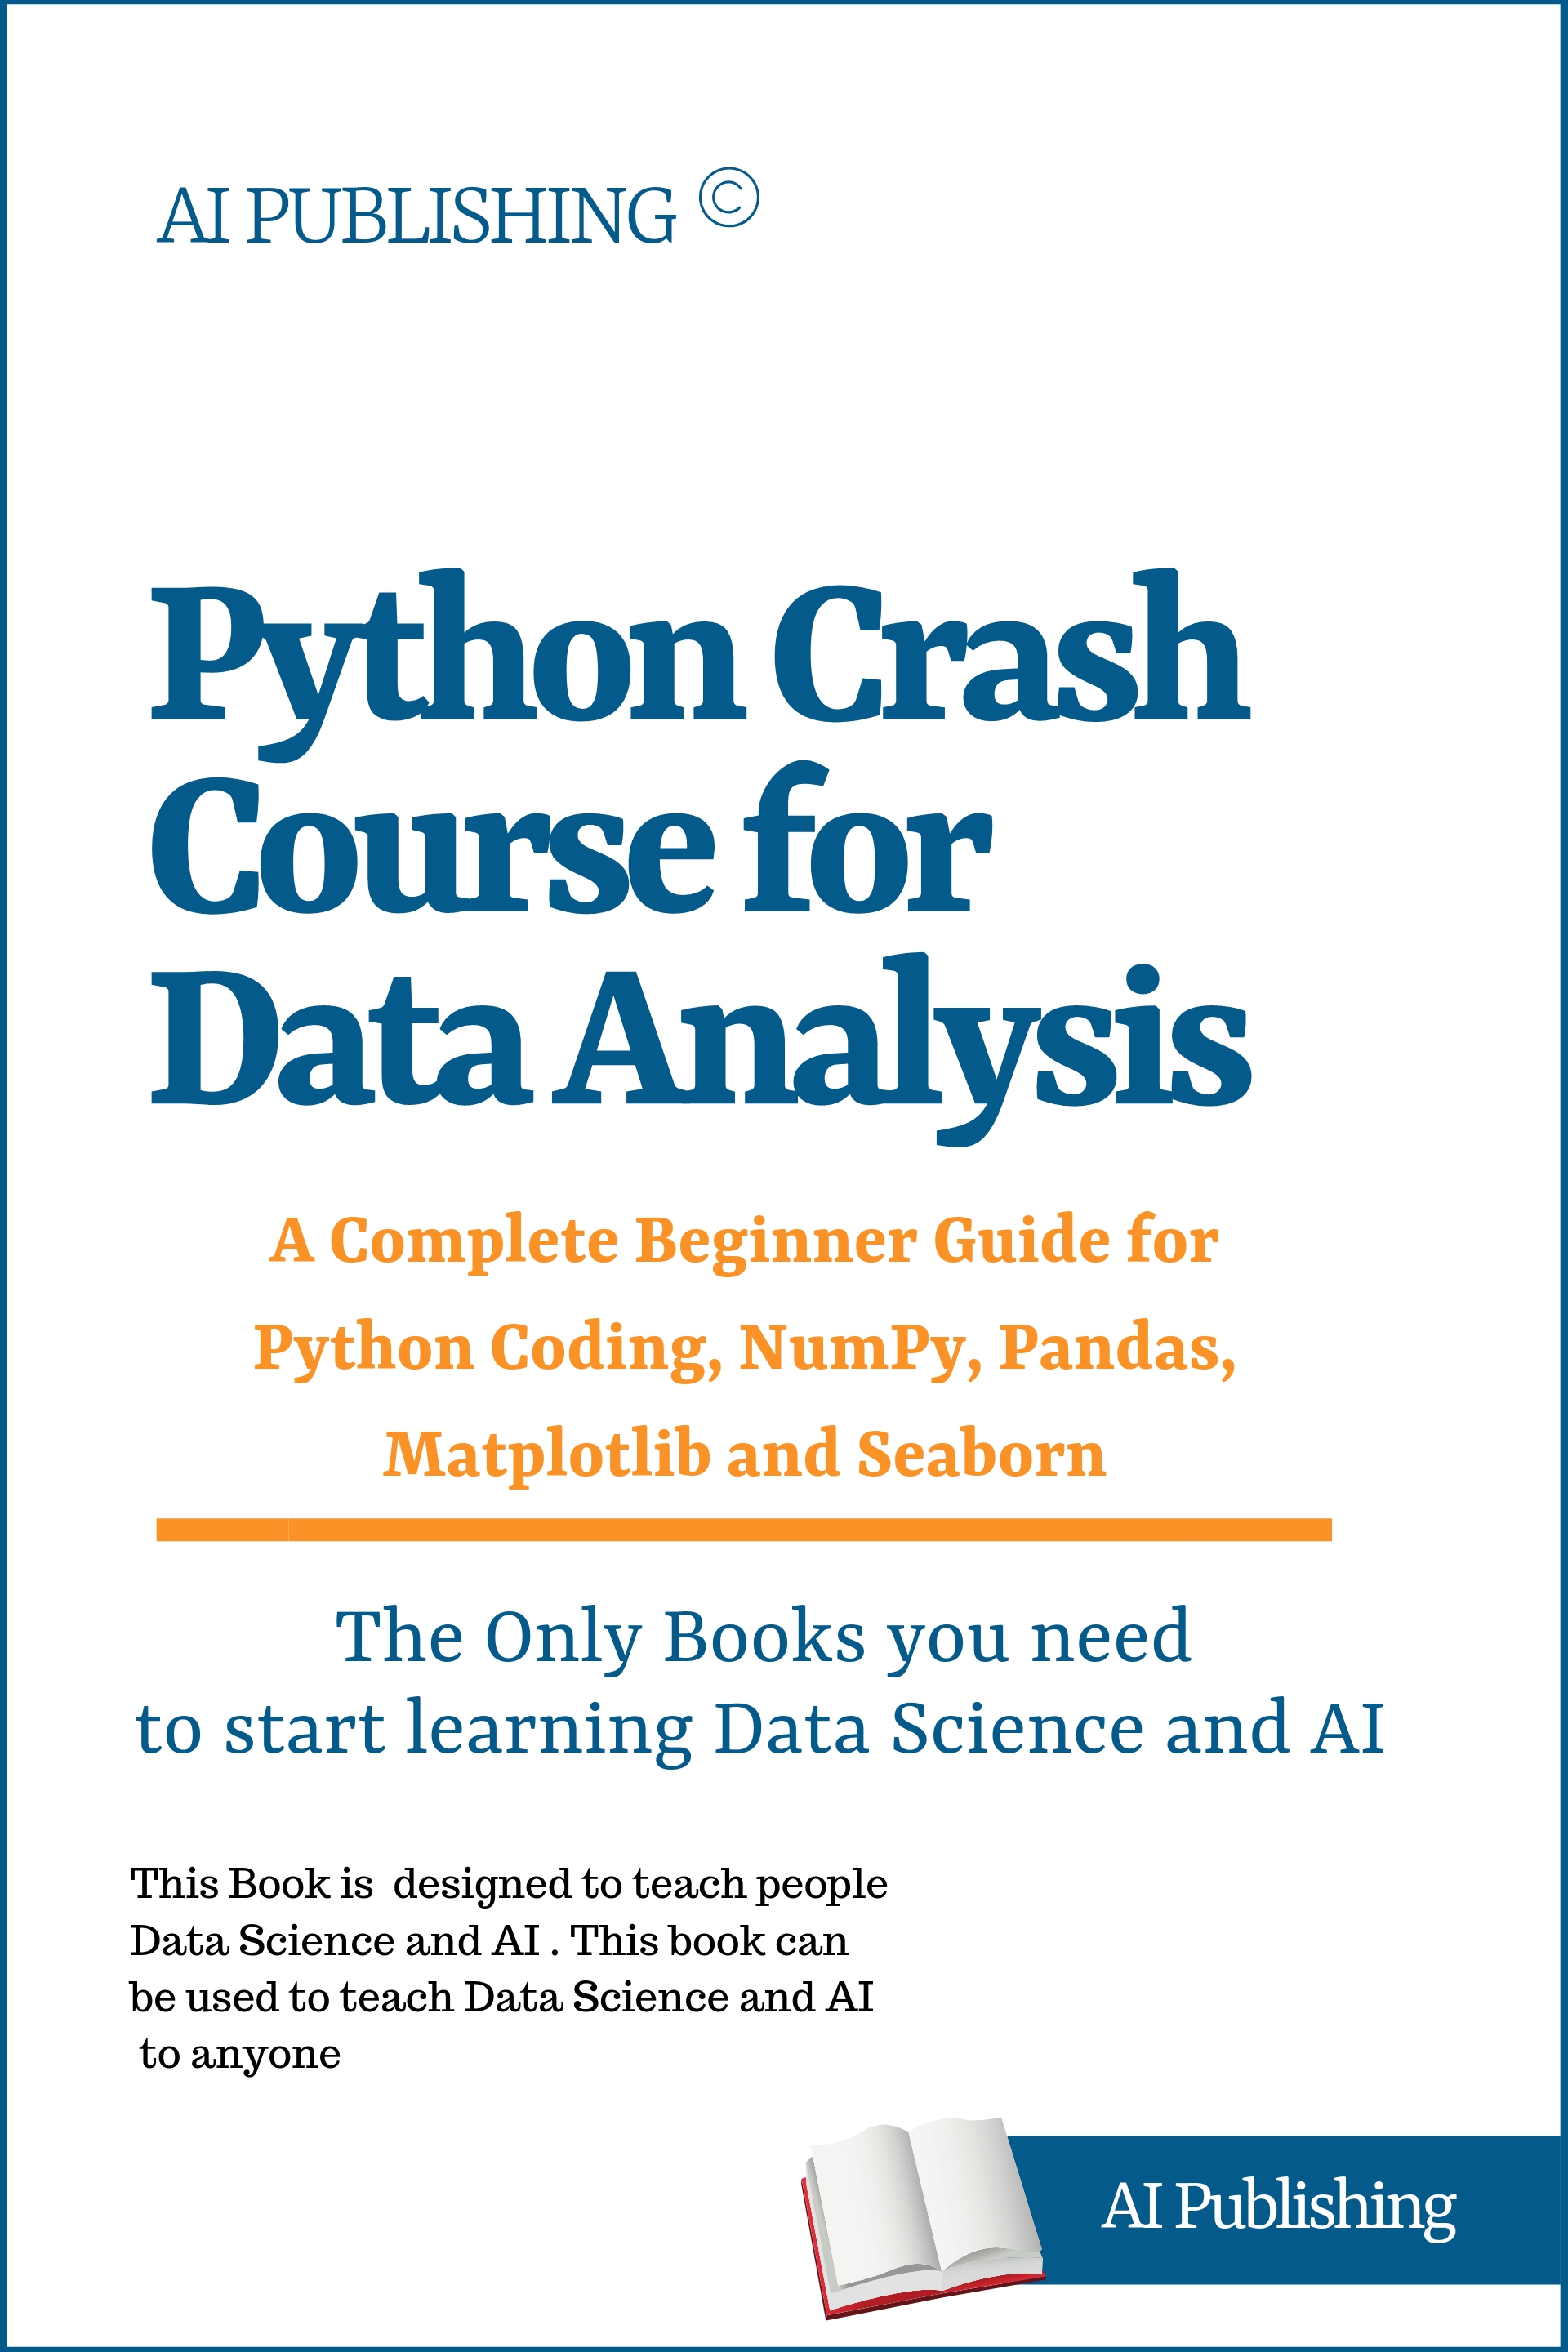 AI PUBLISHING ©
Python Crash
Course for
Data Analysis
A Complete Beginner Guide for
Python Coding, NumPy, Pandas,
Matplotlib and Seaborn
The Only Books you need
to start learning Data Science and AI
This Book is  designed to teach people
Data Science and AI . This book can
be used to teach Data Science and AI
to anyone
AI Publishing